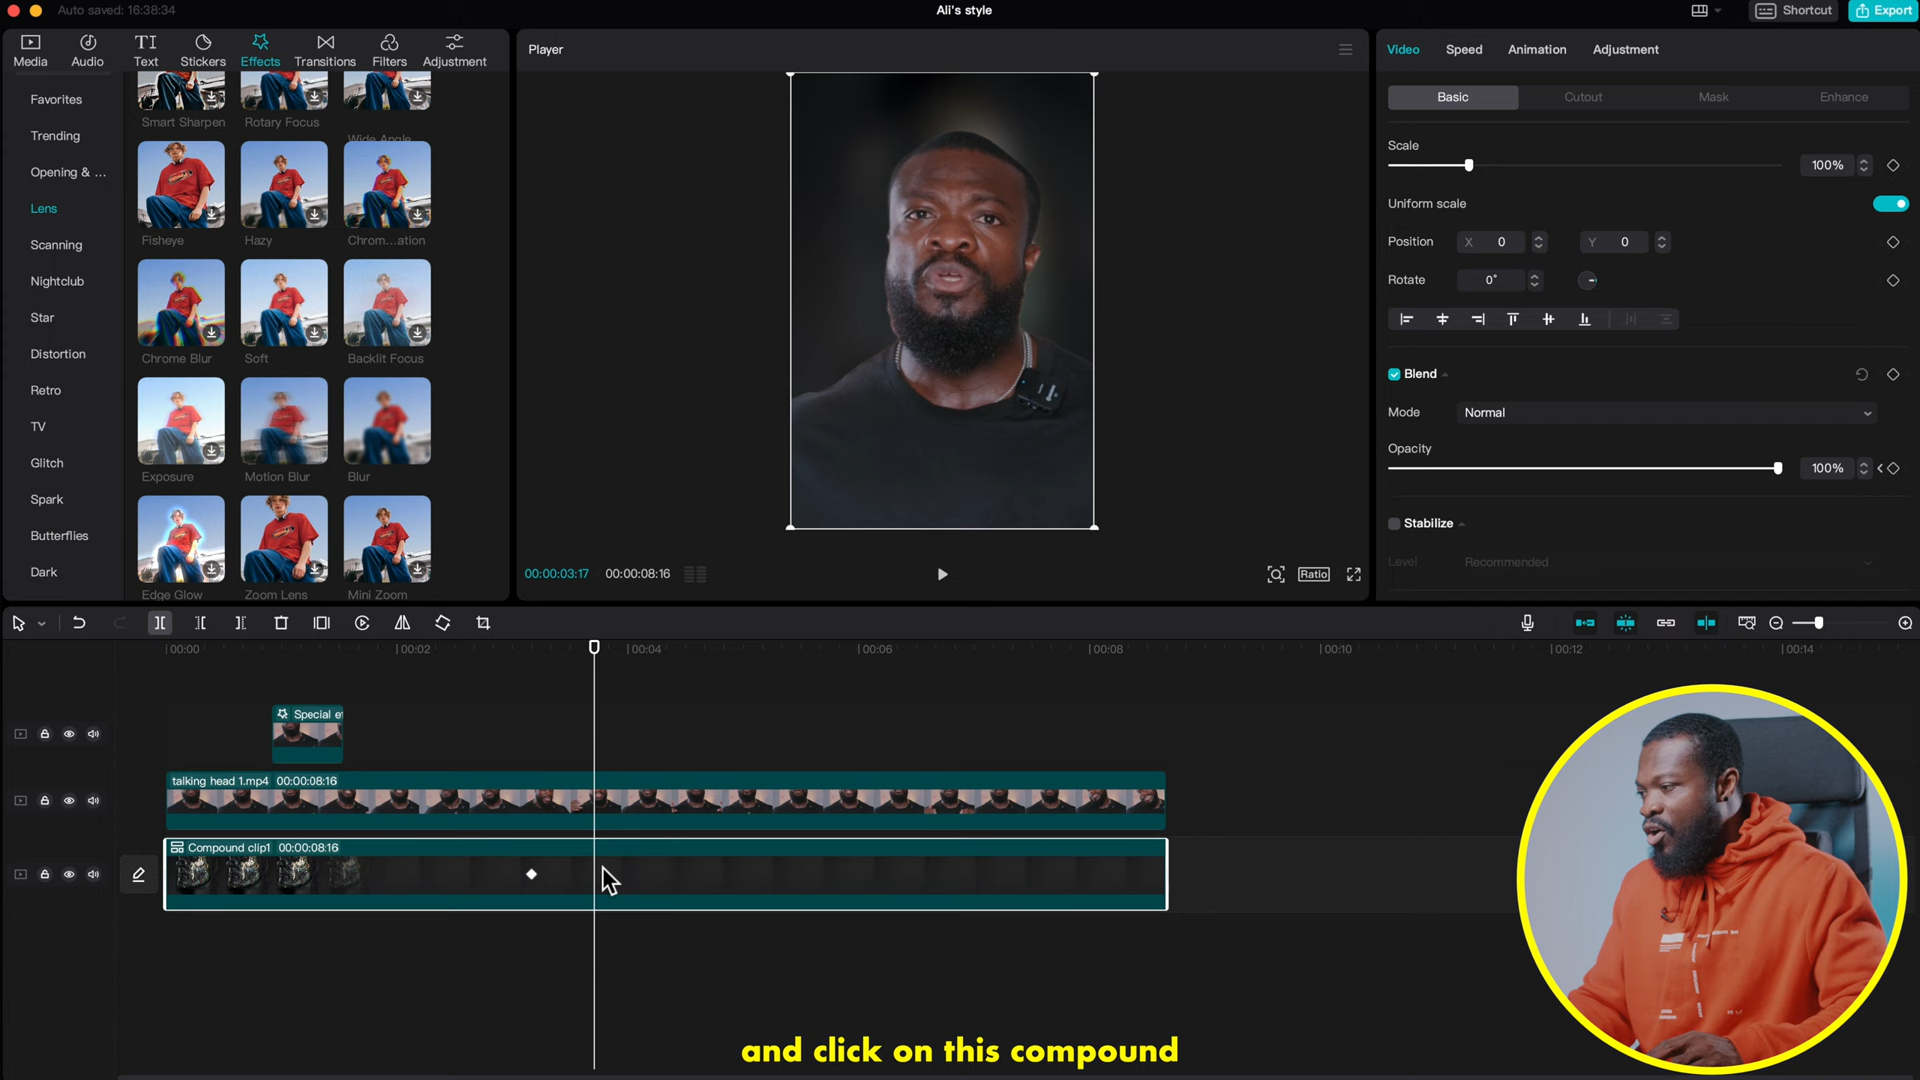 Auto saved: 16:38:34
Ali's style
Shortcut
Export
Media
Audio
Text
Stickers
Effects
Transitions
Filters
Adjustment
Favorites
Trending
Opening & ...
Lens
Scanning
Nightclub
Star
Distortion
Retro
TV
Glitch
Spark
Butterflies
Dark
Smart Sharpen
Rotary Focus
Wide Angle
Fisheye
Hazy
Chrom...ation
Chrome Blur
Soft
Backlit Focus
Exposure
Motion Blur
Blur
Edge Glow
Zoom Lens
Mini Zoom
Player
00:00:03:17
00:00:08:16
Ratio
Video
Speed
Animation
Adjustment
Basic
Cutout
Mask
Enhance
Scale
100%
Uniform scale
Position
X 0
Y 0
Rotate
0°
Blend
Mode
Normal
Opacity
100%
Stabilize
Level
Recommended
00:00
00:02
00:04
00:06
00:08
00:10
00:12
00:14
Special ef
talking head 1.mp4 00:00:08:16
Compound clip1 00:00:08:16
and click on this compound